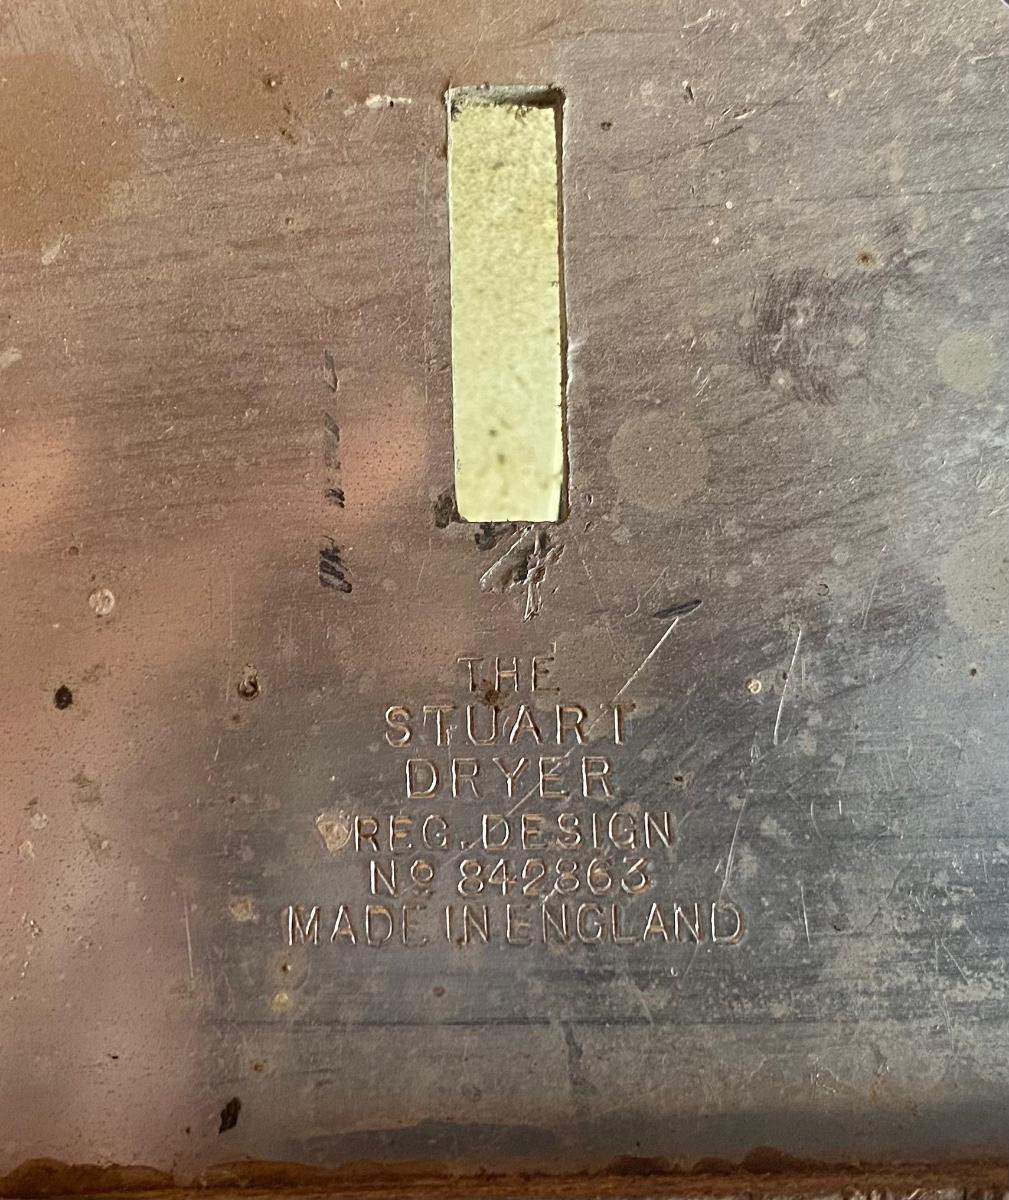 THE
STUART
DRYER
REG. DESIGN
Nº 842863
MADE IN ENGLAND